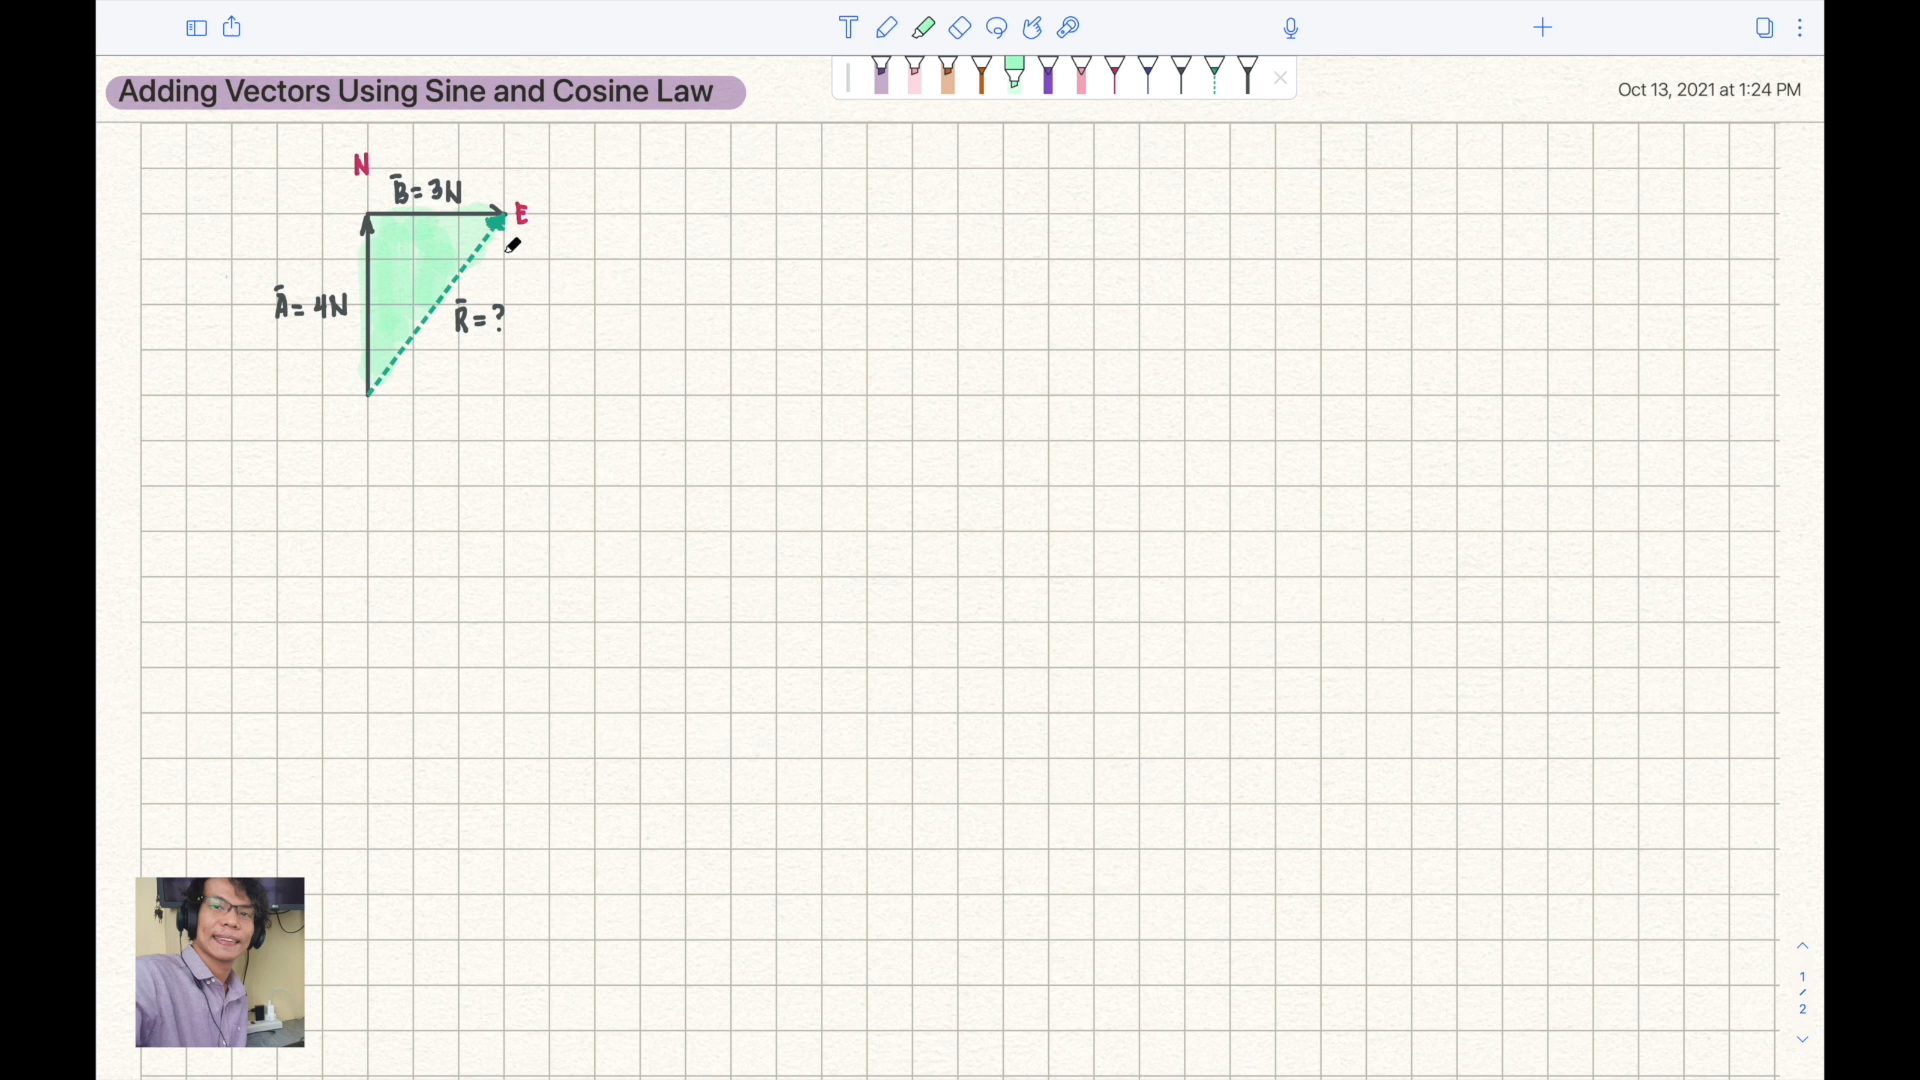 Adding Vectors Using Sine and Cosine Law
Oct 13, 2021 at 1:24 PM
N
B̅ = 3N
E
A̅ = 4N
R̅ = ?
1
/
2